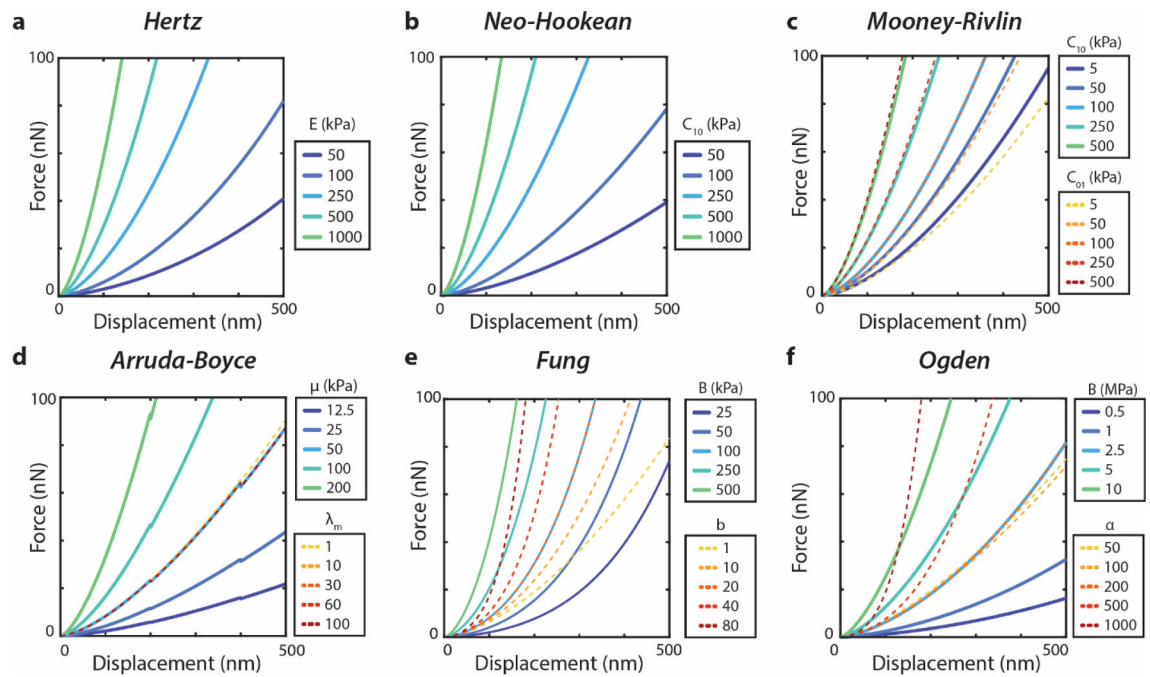 a Hertz
100
Force (nN)
0
0 500
Displacement (nm)
E (kPa)
50
100
250
500
1000
b Neo-Hookean
100
Force (nN)
0
0 500
Displacement (nm)
C10 (kPa)
50
100
250
500
1000
c Mooney-Rivlin
100
Force (nN)
0
0 500
Displacement (nm)
C10 (kPa)
5
50
100
250
500
C01 (kPa)
5
50
100
250
500
d Arruda-Boyce
100
Force (nN)
0
0 500
Displacement (nm)
μ (kPa)
12.5
25
50
100
200
λm
1
10
30
60
100
e Fung
100
Force (nN)
0
0 500
Displacement (nm)
B (kPa)
25
50
100
250
500
b
1
10
20
40
80
f Ogden
100
Force (nN)
0
0 500
Displacement (nm)
B (MPa)
0.5
1
2.5
5
10
α
50
100
200
500
1000